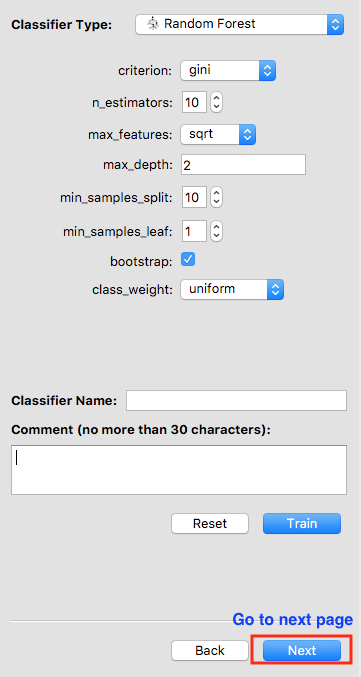 Classifier Type: Random Forest
criterion: gini
n_estimators: 10
max_features: sqrt
max_depth: 2
min_samples_split: 10
min_samples_leaf: 1
bootstrap:
class_weight: uniform
Classifier Name:
Comment (no more than 30 characters):
Reset Train
Go to next page
Back Next